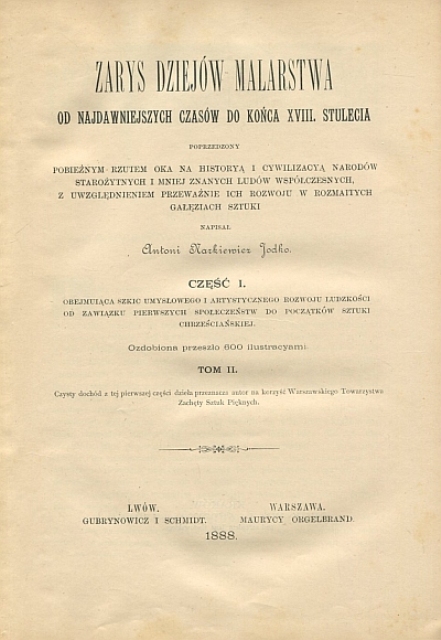 ZARYS DZIEJÓW MALARSTWA
OD NAJDAWNIEJSZYCH CZASÓW DO KOŃCA XVIII. STULECIA
POPRZEDZONY
POBIEŻNYM RZUTEM OKA NA HISTORYĄ I CYWILIZACYĄ NARODÓW
STAROŻYTNYCH I MNIEJ ZNANYCH LUDÓW WSPÓŁCZESNYCH,
Z UWZGLĘDNIENIEM PRZEWAŻNIE ICH ROZWOJU W ROZMAITYCH
GAŁĘZIACH SZTUKI
NAPISAŁ
Antoni Narkiewicz Jodko.
CZĘŚĆ I.
OBEJMUJĄCA SZKIC UMYSŁOWEGO I ARTYSTYCZNEGO ROZWOJU LUDZKOŚCI
OD ZAWIĄZKU PIERWSZYCH SPOŁECZEŃSTW DO POCZĄTKÓW SZTUKI
CHRZEŚCIAŃSKIEJ.
Ozdobiona przeszło 600 ilustracyami.
TOM II.
Czysty dochód z tej pierwszej części dzieła przeznacza autor na korzyść Warszawskiego Towarzystwa
Zachęty Sztuk Pięknych.
LWÓW. WARSZAWA.
GUBRYNOWICZ I SCHMIDT. MAURYCY ORGELBRAND.
1888.